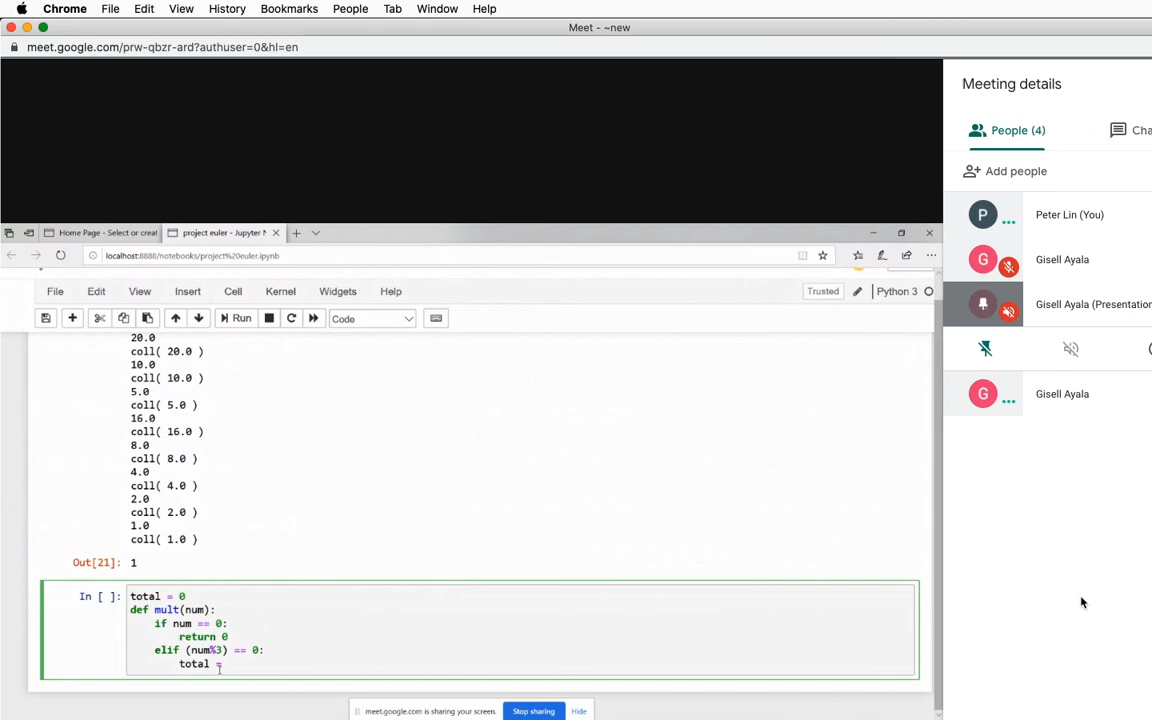 Chrome File Edit View History Bookmarks People Tab Window Help
Meet - ~new
meet.google.com/prw-qbzr-ard?authuser=0&hl=en
Meeting details
People (4)
Cha
Add people
P Peter Lin (You)
G Gisell Ayala
Gisell Ayala (Presentation
G Gisell Ayala
Home Page - Select or creat
project euler - Jupyter N
localhost:8888/notebooks/project%20euler.ipynb
File Edit View Insert Cell Kernel Widgets Help
Trusted
Python 3
Run
Code
20.0
coll( 20.0 )
10.0
coll( 10.0 )
5.0
coll( 5.0 )
16.0
coll( 16.0 )
8.0
coll( 8.0 )
4.0
coll( 4.0 )
2.0
coll( 2.0 )
1.0
coll( 1.0 )
Out[21]: 1
In [ ]: total = 0
def mult(num):
if num == 0:
return 0
elif (num%3) == 0:
total =
meet.google.com is sharing your screen.
Stop sharing
Hide